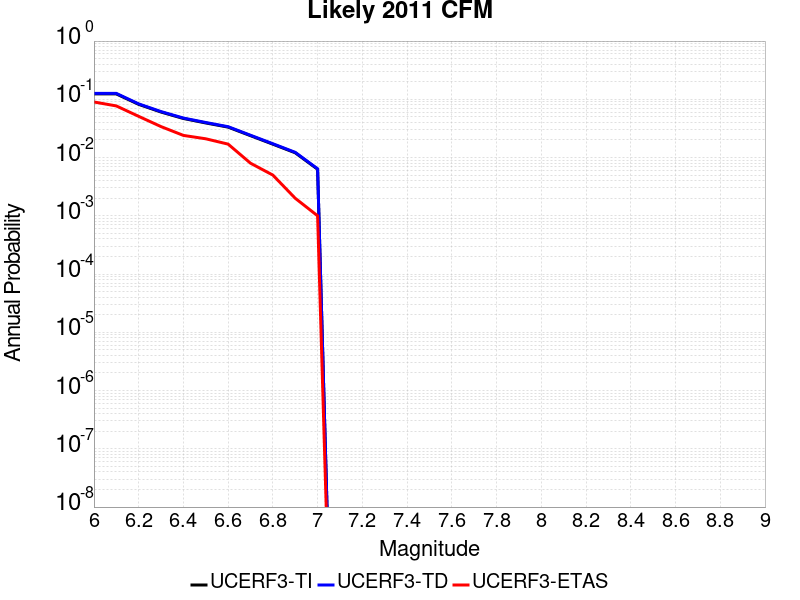 Likely 2011 CFM
10^0
10^-1
10^-2
10^-3
10^-4
10^-5
10^-6
10^-7
10^-8
Annual Probability
6 6.2 6.4 6.6 6.8 7 7.2 7.4 7.6 7.8 8 8.2 8.4 8.6 8.8 9
Magnitude
UCERF3-TI UCERF3-TD UCERF3-ETAS